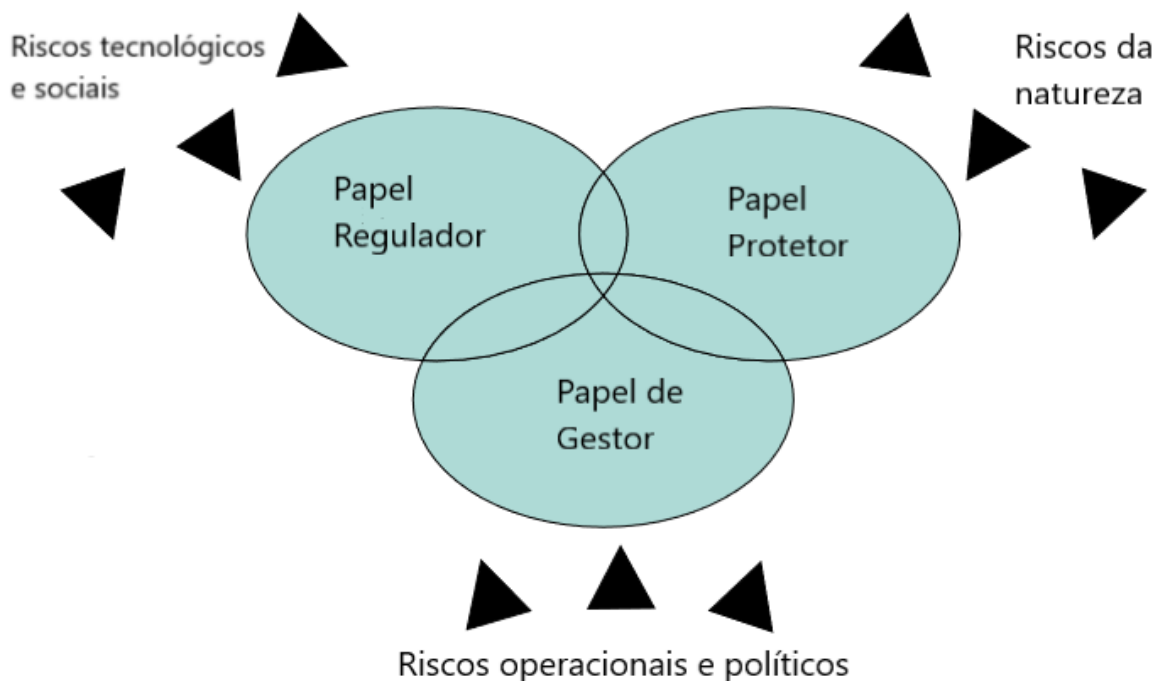 Riscos tecnológicos
e sociais
Riscos da
natureza
Papel
Regulador
Papel
Protetor
Papel de
Gestor
Riscos operacionais e políticos